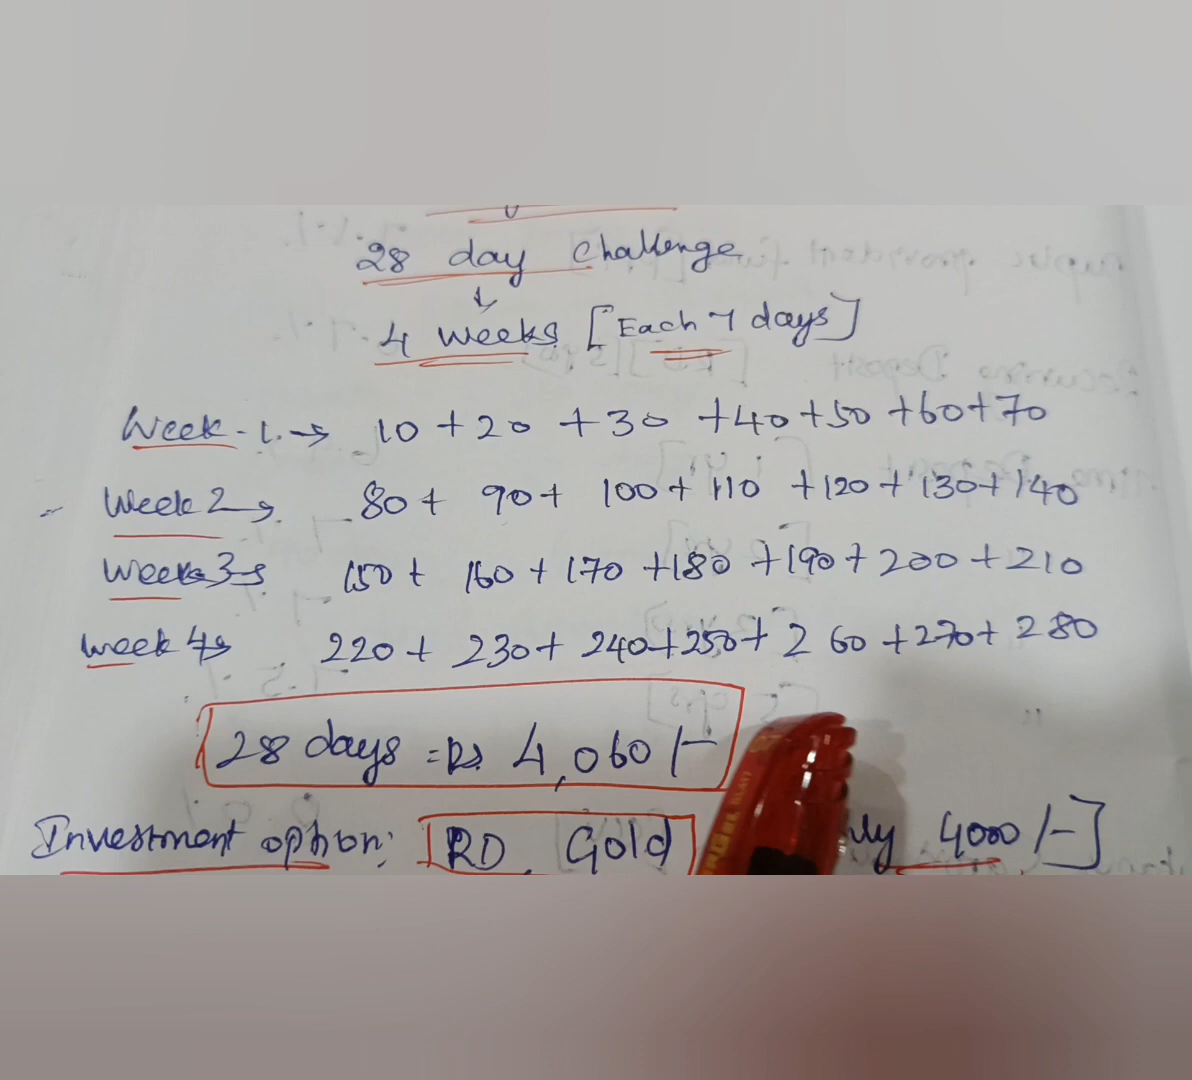 28 day challenge
4 weeks [Each 7 days]
Week-1.→ 10 + 20 + 30 + 40 + 50 + 60 + 70
Week 2→ 80 + 90 + 100 + 110 + 120 + 130 + 140
Week 3→ 150 + 160 + 170 + 180 + 190 + 200 + 210
Week 4→ 220 + 230 + 240 + 250 + 260 + 270 + 280
28 days = Rs. 4,060/-
Investment option: RD, Gold 4000/-]